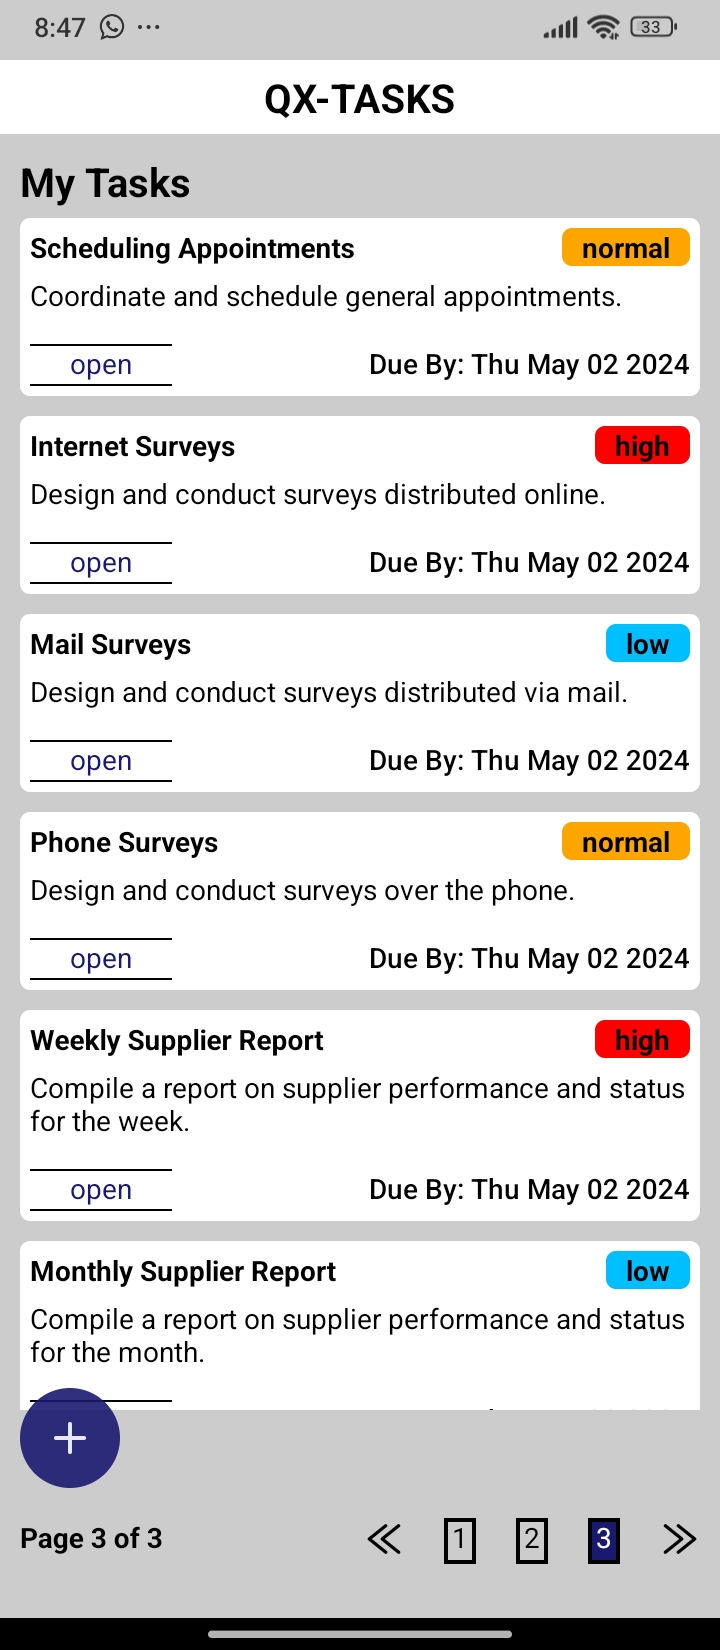 8:47
33
QX-TASKS
My Tasks
Scheduling Appointments
normal
Coordinate and schedule general appointments.
open
Due By: Thu May 02 2024
Internet Surveys
high
Design and conduct surveys distributed online.
open
Due By: Thu May 02 2024
Mail Surveys
low
Design and conduct surveys distributed via mail.
open
Due By: Thu May 02 2024
Phone Surveys
normal
Design and conduct surveys over the phone.
open
Due By: Thu May 02 2024
Weekly Supplier Report
high
Compile a report on supplier performance and status
for the week.
open
Due By: Thu May 02 2024
Monthly Supplier Report
low
Compile a report on supplier performance and status
for the month.
Page 3 of 3
1
2
3